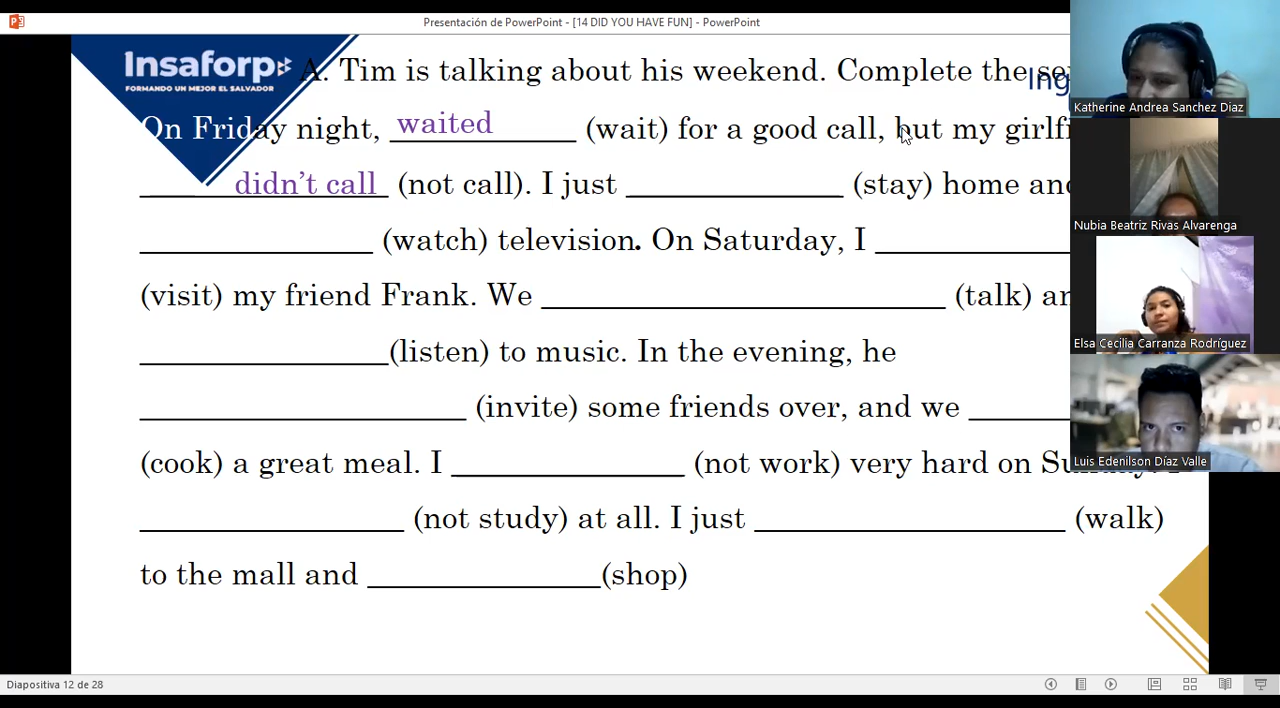 Presentación de PowerPoint - [14 DID YOU HAVE FUN] - PowerPoint
Insaforp
FORMANDO UN MEJOR EL SALVADOR
A. Tim is talking about his weekend. Complete the
On Friday night, waited (wait) for a good call, but my
didn't call (not call). I just (stay) home
(watch) television. On Saturday, I
(visit) my friend Frank. We (talk)
(listen) to music. In the evening, he
(invite) some friends over, and we
(cook) a great meal. I (not work) very hard on
(not study) at all. I just (walk)
to the mall and (shop)
Katherine Andrea Sanchez Diaz
Nubia Beatriz Rivas Alvarenga
Elsa Cecilia Carranza Rodríguez
Luis Edenilson Díaz Valle
Diapositiva 12 de 28